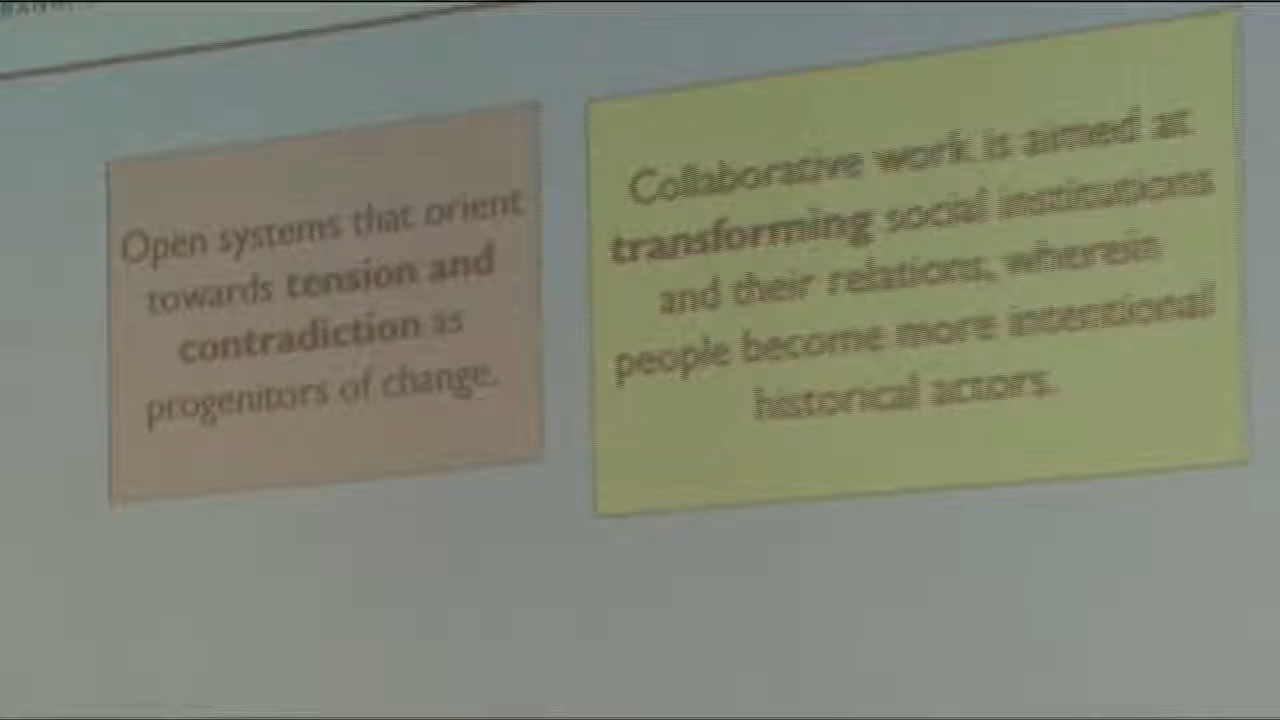 Open systems that orient
towards tension and
contradiction as
progenitors of change.
Collaborative work is aimed at
transforming social institutions
and their relations, wherein
people become more intentional
historical actors.